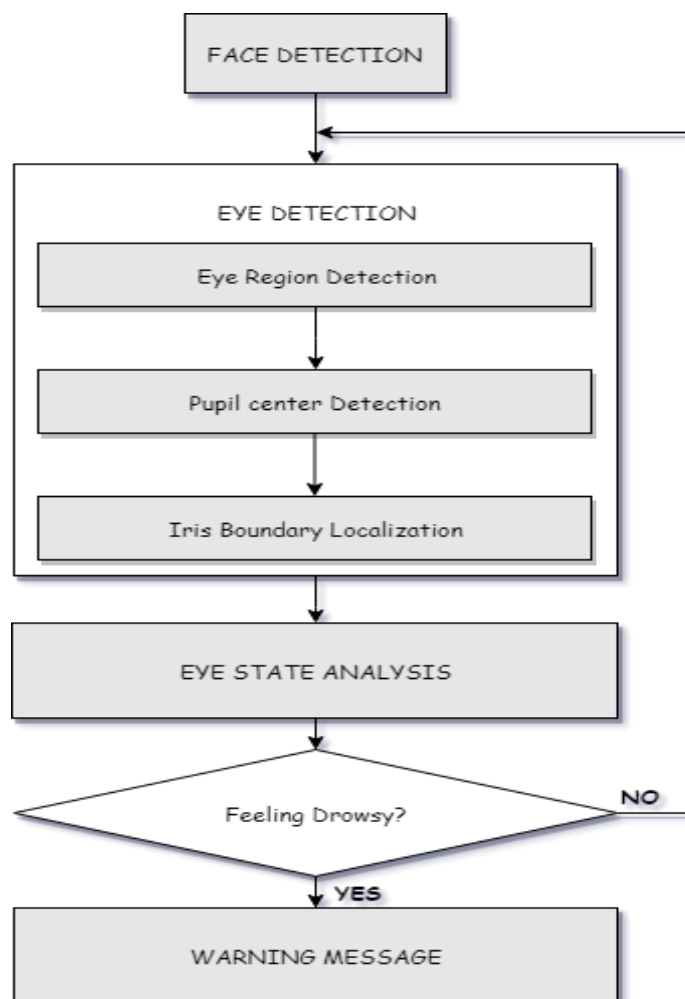 FACE DETECTION
EYE DETECTION
Eye Region Detection
Pupil center Detection
Iris Boundary Localization
EYE STATE ANALYSIS
Feeling Drowsy?
NO
YES
WARNING MESSAGE